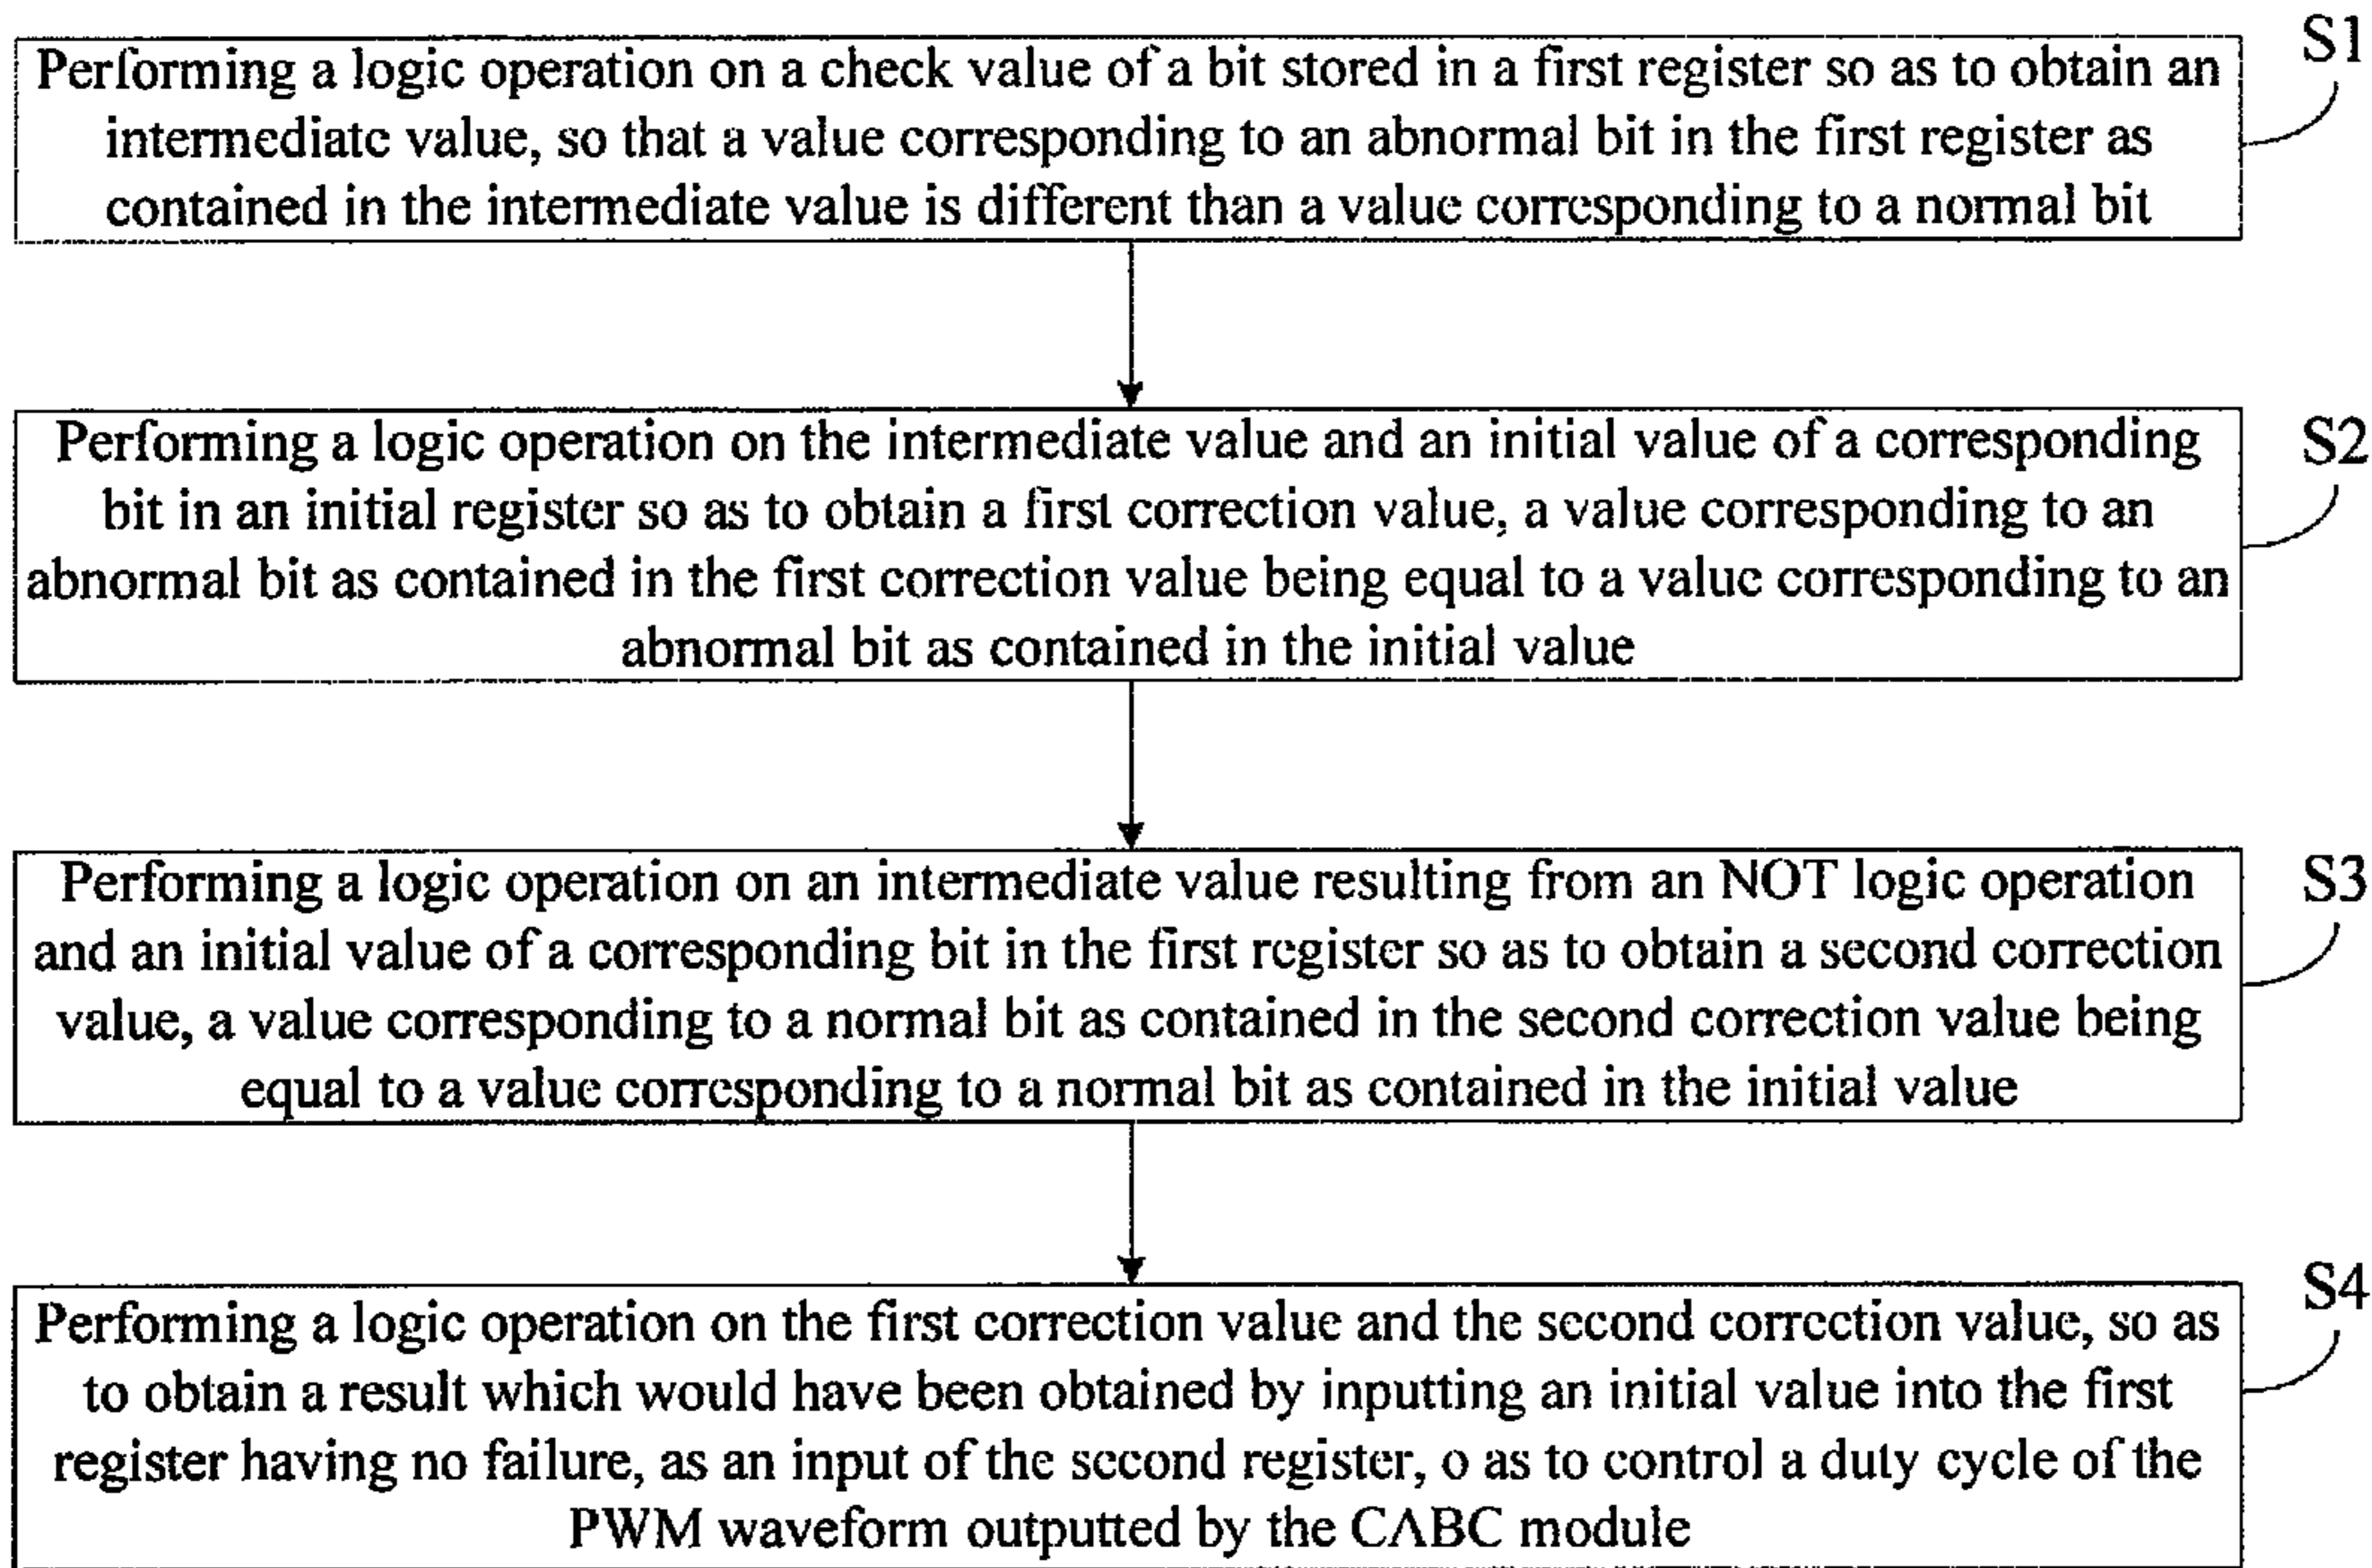 S1
Performing a logic operation on a check value of a bit stored in a first register so as to obtain an
intermediate value, so that a value corresponding to an abnormal bit in the first register as
contained in the intermediate value is different than a value corresponding to a normal bit
S2
Performing a logic operation on the intermediate value and an initial value of a corresponding
bit in an initial register so as to obtain a first correction value, a value corresponding to an
abnormal bit as contained in the first correction value being equal to a value corresponding to an
abnormal bit as contained in the initial value
S3
Performing a logic operation on an intermediate value resulting from an NOT logic operation
and an initial value of a corresponding bit in the first register so as to obtain a second correction
value, a value corresponding to a normal bit as contained in the second correction value being
equal to a value corresponding to a normal bit as contained in the initial value
S4
Performing a logic operation on the first correction value and the second correction value, so as
to obtain a result which would have been obtained by inputting an initial value into the first
register having no failure, as an input of the second register, o as to control a duty cycle of the
PWM waveform outputted by the CABC module